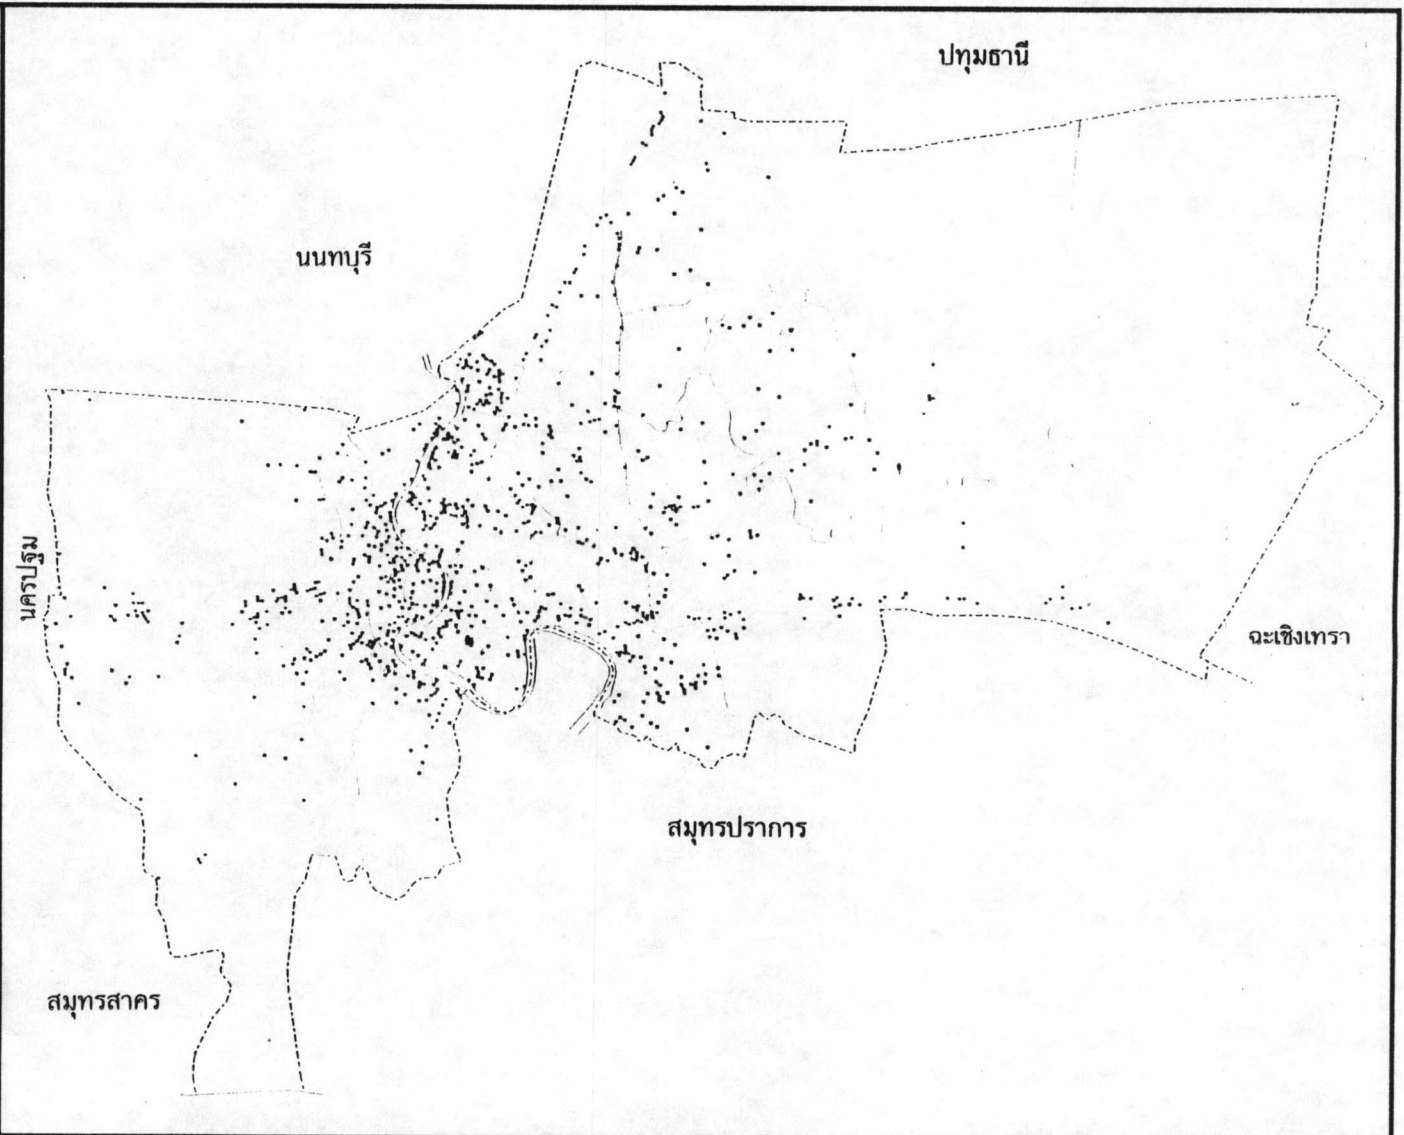 ปทุมธานี
นนทบุรี
นครปฐม
ฉะเชิงเทรา
สมุทรปราการ
สมุทรสาคร